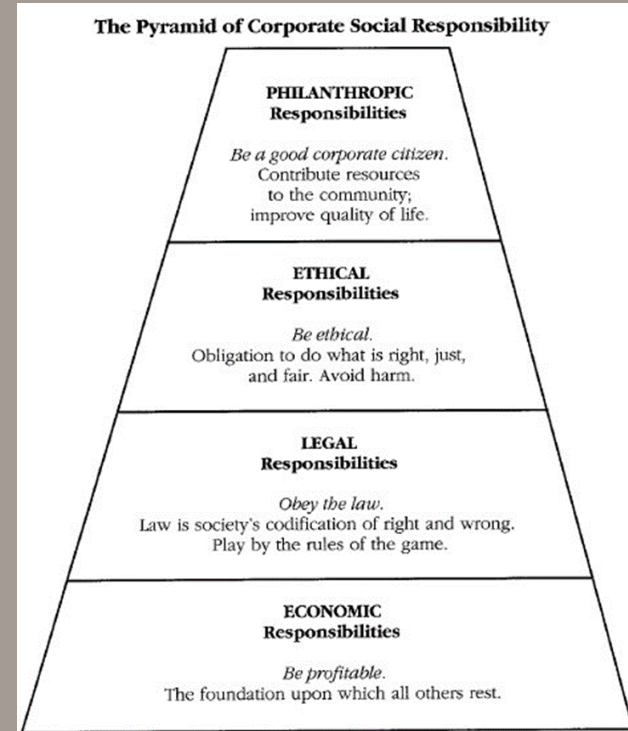 The Pyramid of Corporate Social Responsibility
PHILANTHROPIC
Responsibilities
Be a good corporate citizen.
Contribute resources
to the community;
improve quality of life.
ETHICAL
Responsibilities
Be ethical.
Obligation to do what is right, just,
and fair. Avoid harm.
LEGAL
Responsibilities
Obey the law.
Law is society's codification of right and wrong.
Play by the rules of the game.
ECONOMIC
Responsibilities
Be profitable.
The foundation upon which all others rest.